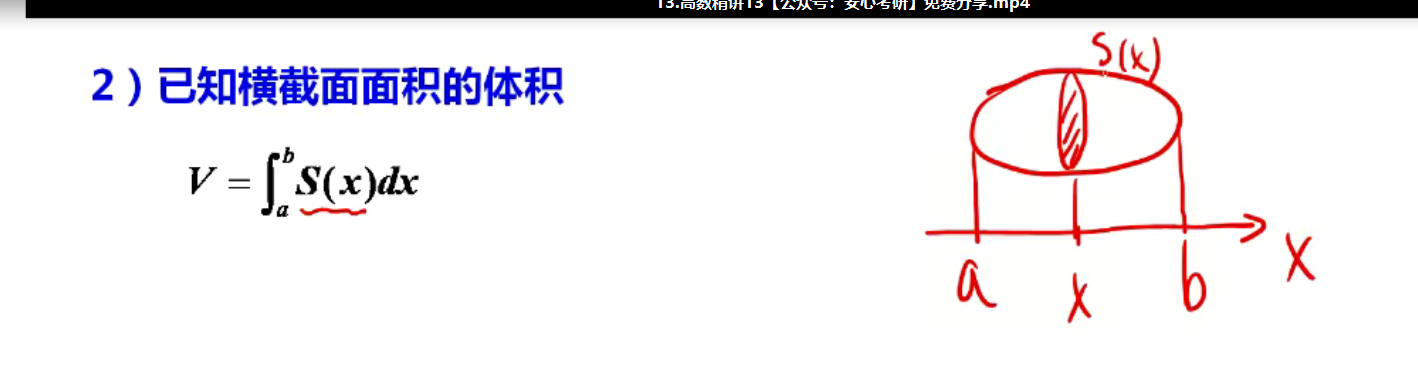 13.高数精讲13【公众号：安心考研】免费分享.mp4
2）已知横截面面积的体积
V = ∫_a^b S(x)dx
S(x)
a x b x